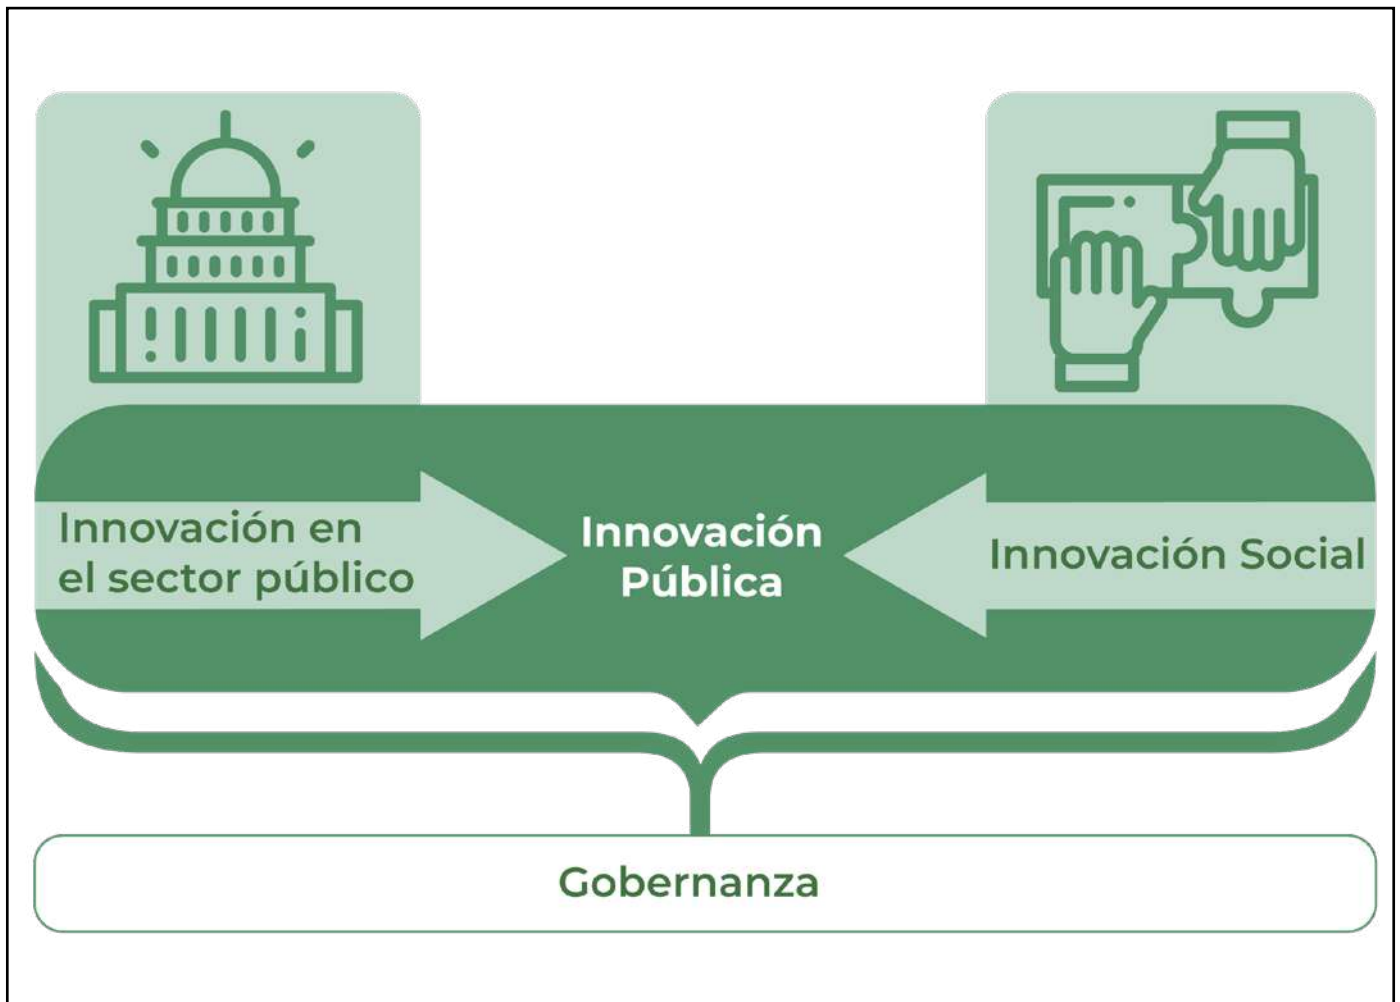 Innovación en
el sector público
Innovación
Pública
Innovación Social
Gobernanza